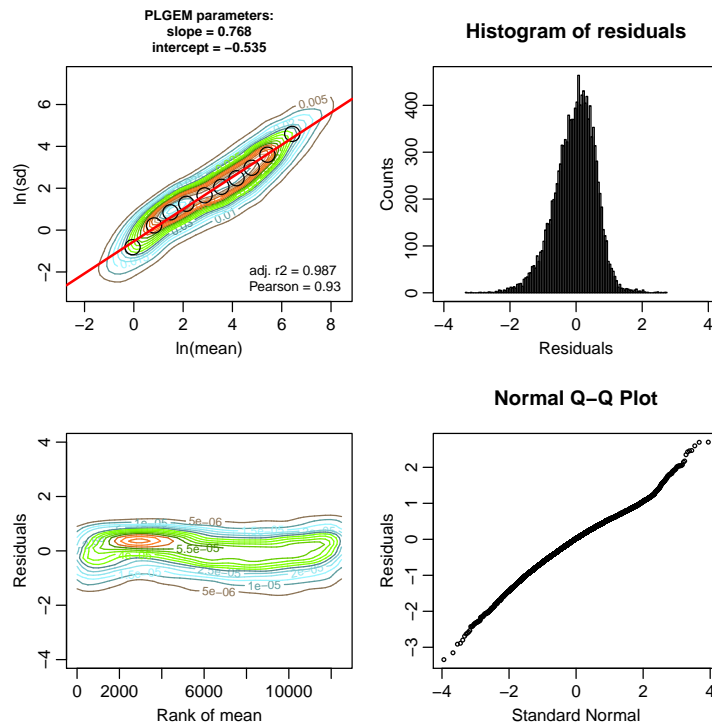 PLGEM parameters:
slope = 0.768
intercept = −0.535
ln(sd)
6
4
2
0
−2
0.005
0.01
0.03
adj. r2 = 0.987
Pearson = 0.93
−2 0 2 4 6 8
ln(mean)
Histogram of residuals
Counts
400
300
200
100
0
−4 −2 0 2 4
Residuals
Residuals
4
2
0
−2
−4
5e−06
5.5e−05
1e−05
5e−06
0 2000 6000 10000
Rank of mean
Normal Q−Q Plot
2
1
0
−1
−2
−3
−4 −2 0 2 4
Standard Normal